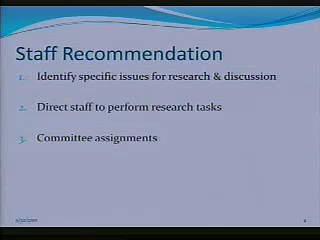 Staff Recommendation
1. Identify specific issues for research & discussion
2. Direct staff to perform research tasks
3. Committee assignments